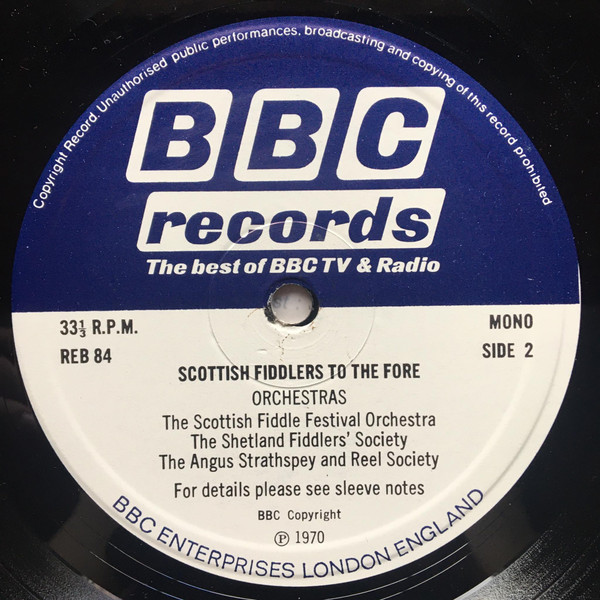 Copyright Record. Unauthorised public performances, broadcasting and copying of this record prohibited
BBC
records
The best of BBC TV & Radio
33⅓ R.P.M.
MONO
REB 84
SIDE 2
SCOTTISH FIDDLERS TO THE FORE
ORCHESTRAS
The Scottish Fiddle Festival Orchestra
The Shetland Fiddlers' Society
The Angus Strathspey and Reel Society
For details please see sleeve notes
BBC Copyright
℗ 1970
BBC ENTERPRISES LONDON ENGLAND